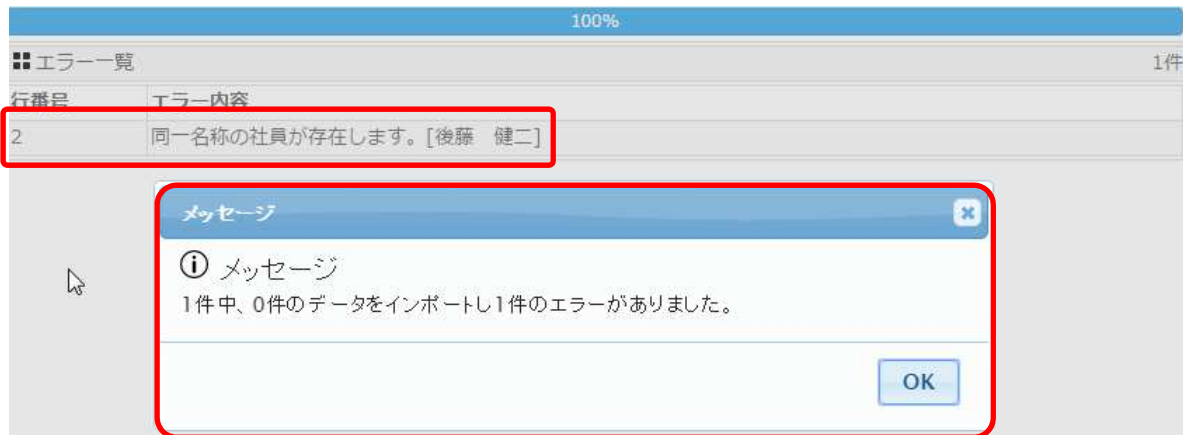 100%
エラー一覧 1件
行番号 エラー内容
2 同一名称の社員が存在します。[後藤　健二]
メッセージ
メッセージ
1件中、0件のデータをインポートし1件のエラーがありました。
OK